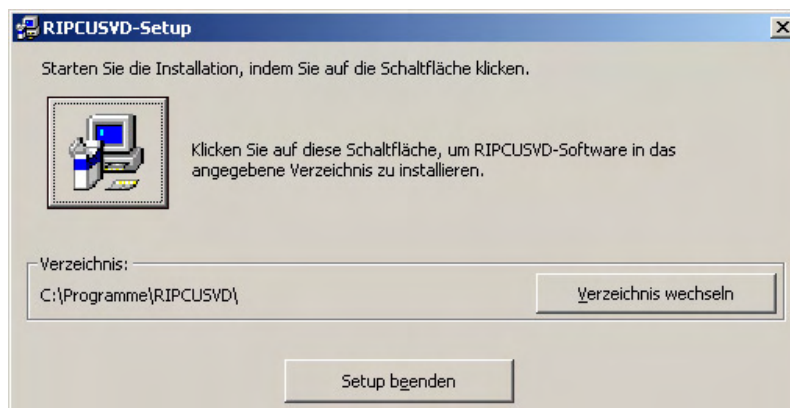 RIPCUSVD-Setup
Starten Sie die Installation, indem Sie auf die Schaltfläche klicken.
Klicken Sie auf diese Schaltfläche, um RIPCUSVD-Software in das
angegebene Verzeichnis zu installieren.
Verzeichnis:
C:\Programme\RIPCUSVD\
Verzeichnis wechseln
Setup beenden